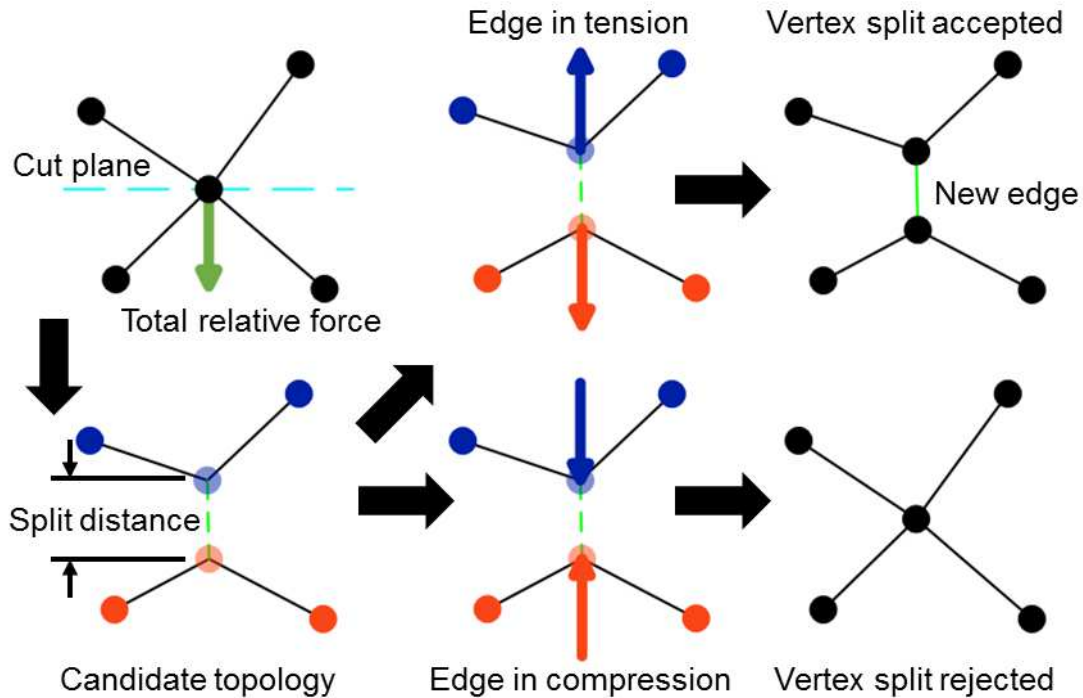 Edge in tension
Vertex split accepted
Cut plane
New edge
Total relative force
Split distance
Candidate topology
Edge in compression
Vertex split rejected